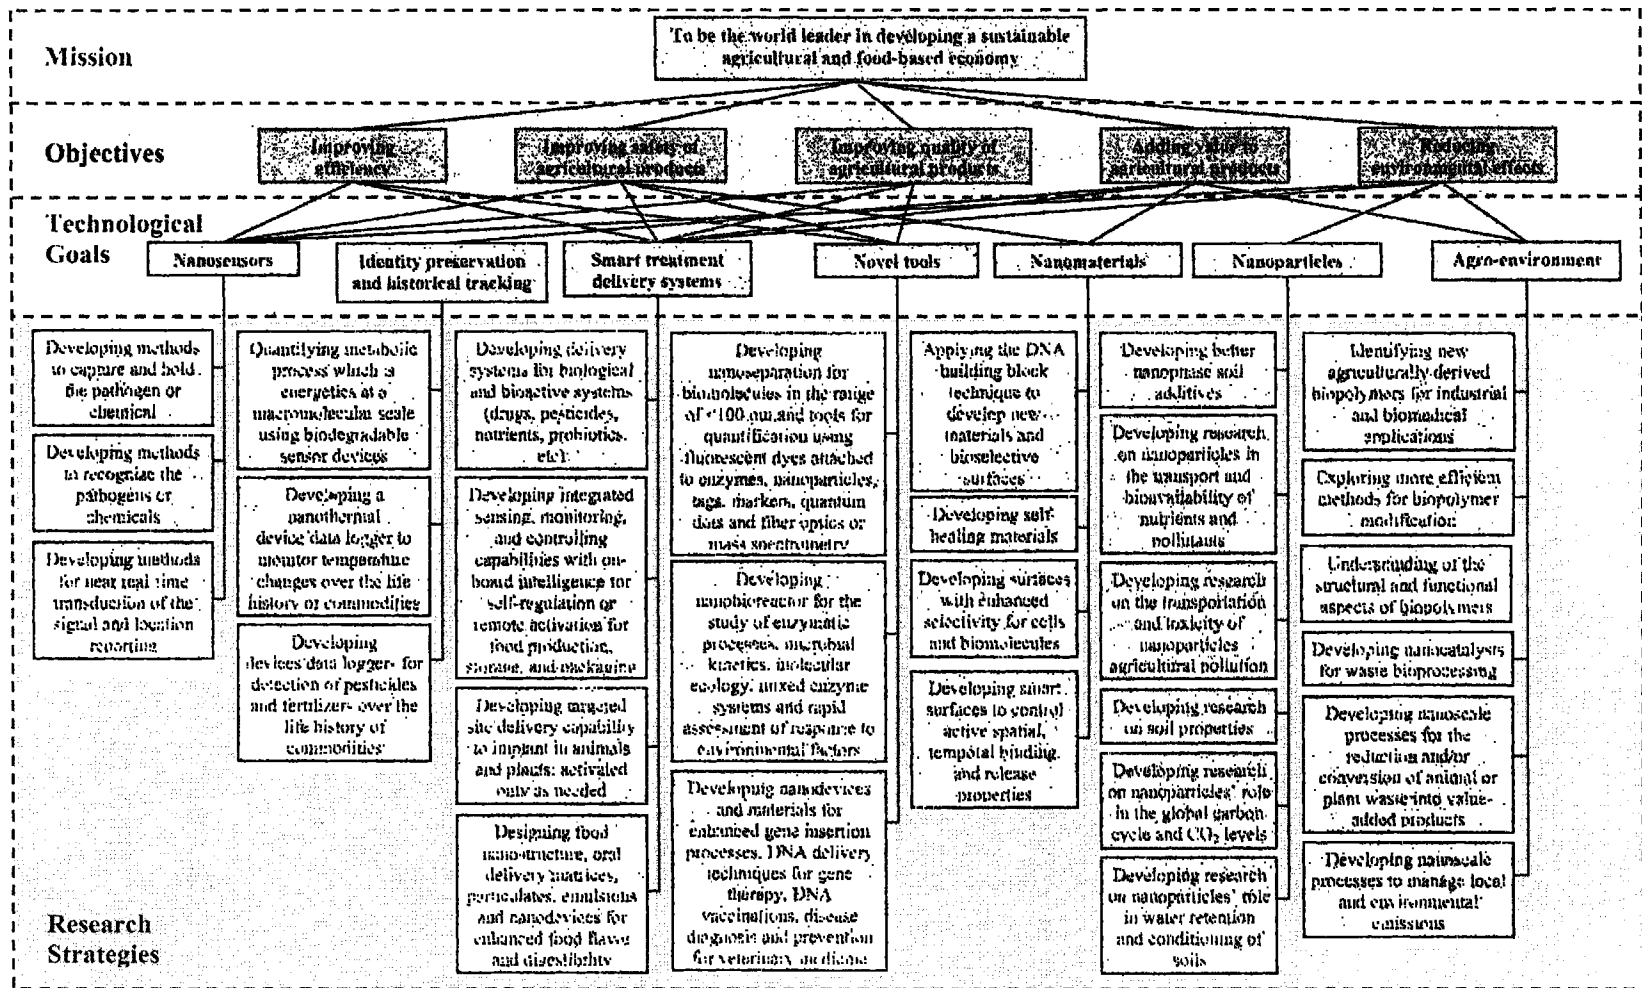 Mission
To be the world leader in developing a sustainable
agricultural and food-based economy
Objectives
Improving
efficiency
Improving safety of
agricultural products
Improving quality of
agricultural products
Adding value to
agricultural products
Reducing
environmental effects
Technological
Goals
Nanosensors
Identity preservation
and historical tracking
Smart treatment
delivery systems
Novel tools
Nanomaterials
Nanoparticles
Agro-environment
Developing methods
to capture and hold
the pathogen or
chemical
Developing methods
to recognize the
pathogens or
chemicals
Developing methods
for near real time
transduction of the
signal and location
reporting
Quantifying metabolic
process which is
energetics at a
macromolecular scale
using biodegradable
sensor devices
Developing a
nanothermal
device/data logger to
monitor temperature
changes over the life
history of commodities
Developing
devices/data loggers for
detection of pesticides
and fertilizers over the
life history of
commodities
Developing delivery
systems for biological
and bioactive systems
(drugs, pesticides,
nutrients, probiotics,
etc)
Developing integrated
sensing, monitoring,
and controlling
capabilities with on-
board intelligence for
self-regulation or
remote activation for
food production,
storage, and packaging
Developing targeted
site delivery capability
to implant in animals
and plants: activated
only as needed
Designing food
nano-structure, oral
delivery matrices,
particulates, emulsions
and nanodevices for
enhanced food flavor
and digestibility
Developing
nanoseparation for
biomolecules in the range
of <100 nm and tools for
quantification using
fluorescent dyes attached
to enzymes, nanoparticles,
tags, markers, quantum
dots and fiber optics or
mass spectrometry
Developing
nanobioreactor for the
study of enzymatic
processes, microbial
kinetics, molecular
ecology, mixed enzyme
systems and rapid
assessment of response to
environmental factors
Developing nanodevices
and materials for
enhanced gene insertion
processes, DNA delivery
techniques for gene
therapy, DNA
vaccinations, disease
diagnosis and prevention
for veterinary medicine
Applying the DNA
building block
technique to
develop new
materials and
bioselective
surfaces
Developing self-
healing materials
Developing surfaces
with enhanced
selectivity for cells
and biomolecules
Developing smart
surfaces to control
active spatial,
temporal binding,
and release
properties
Developing better
nanophase soil
additives
Developing research
on nanoparticles in
the transport and
bioavailability of
nutrients and
pollutants
Developing research
on the transportation
and toxicity of
nanoparticles
agricultural pollution
Developing research
on soil properties
Developing research
on nanoparticles' role
in the global carbon
cycle and CO₂ levels
Developing research
on nanoparticles' role
in water retention
and conditioning of
soils
Identifying new
agriculturally-derived
biopolymers for industrial
and biomedical
applications
Exploring more efficient
methods for biopolymer
modification
Understanding of the
structural and functional
aspects of biopolymers
Developing nanocatalysts
for waste bioprocessing
Developing nanoscale
processes for the
reduction and/or
conversion of animal or
plant waste into value-
added products
Developing nanoscale
processes to manage local
and environmental
emissions
Research
Strategies